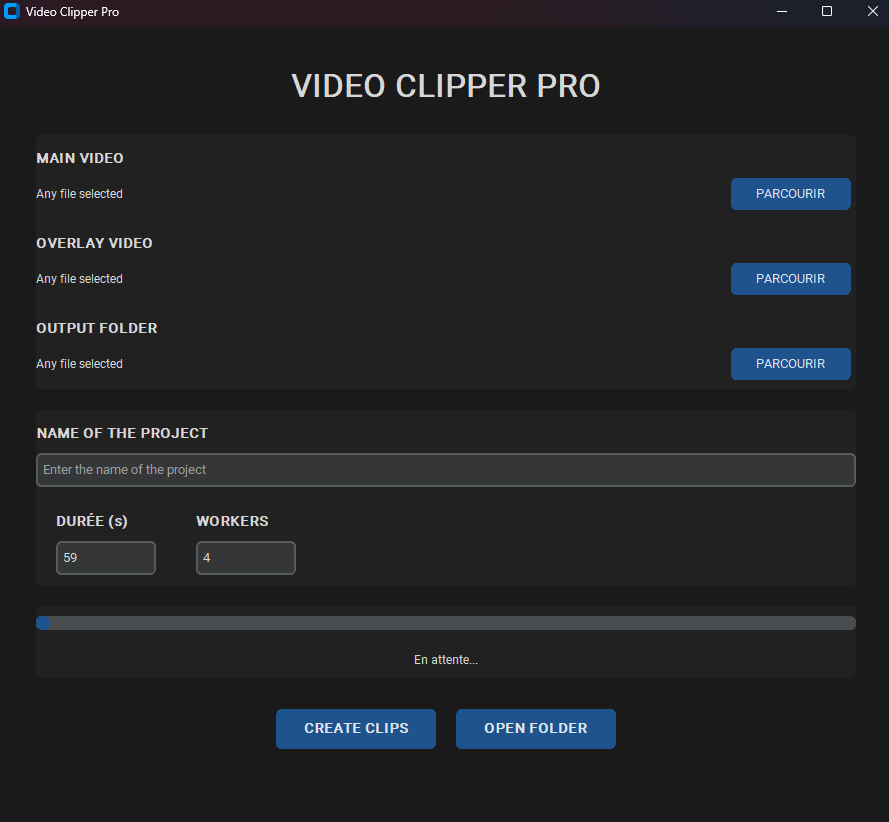 Video Clipper Pro
VIDEO CLIPPER PRO
MAIN VIDEO
Any file selected
PARCOURIR
OVERLAY VIDEO
Any file selected
PARCOURIR
OUTPUT FOLDER
Any file selected
PARCOURIR
NAME OF THE PROJECT
Enter the name of the project
DURÉE (s) WORKERS
59 4
En attente...
CREATE CLIPS OPEN FOLDER